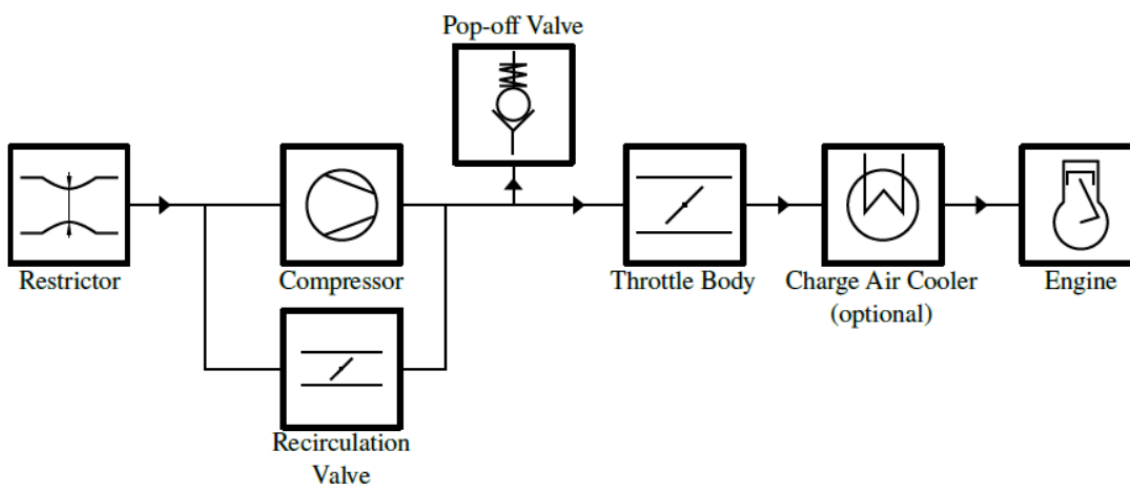 Pop-off Valve
Restrictor
Compressor
Throttle Body
Charge Air Cooler
(optional)
Engine
Recirculation
Valve